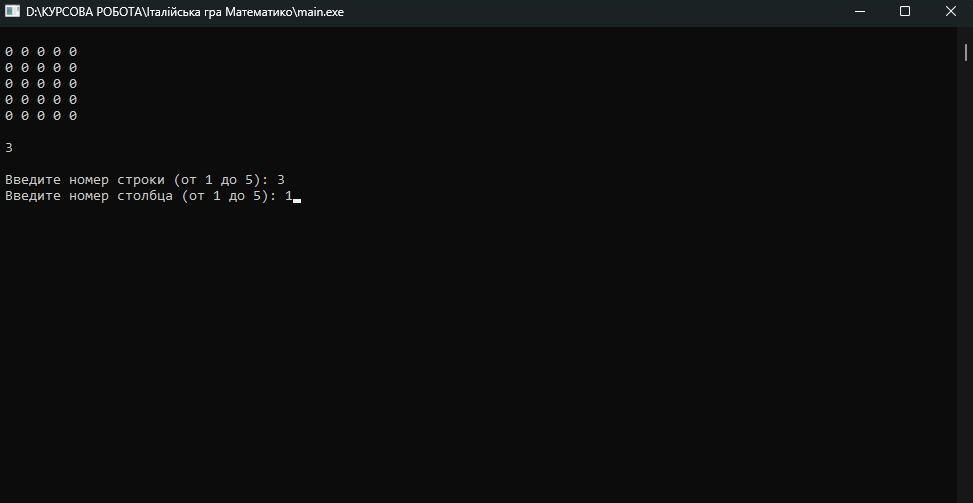 D:\КУРСОВА РОБОТА\Італійська гра Математико\main.exe
0 0 0 0 0
0 0 0 0 0
0 0 0 0 0
0 0 0 0 0
0 0 0 0 0
3
Введите номер строки (от 1 до 5): 3
Введите номер столбца (от 1 до 5): 1